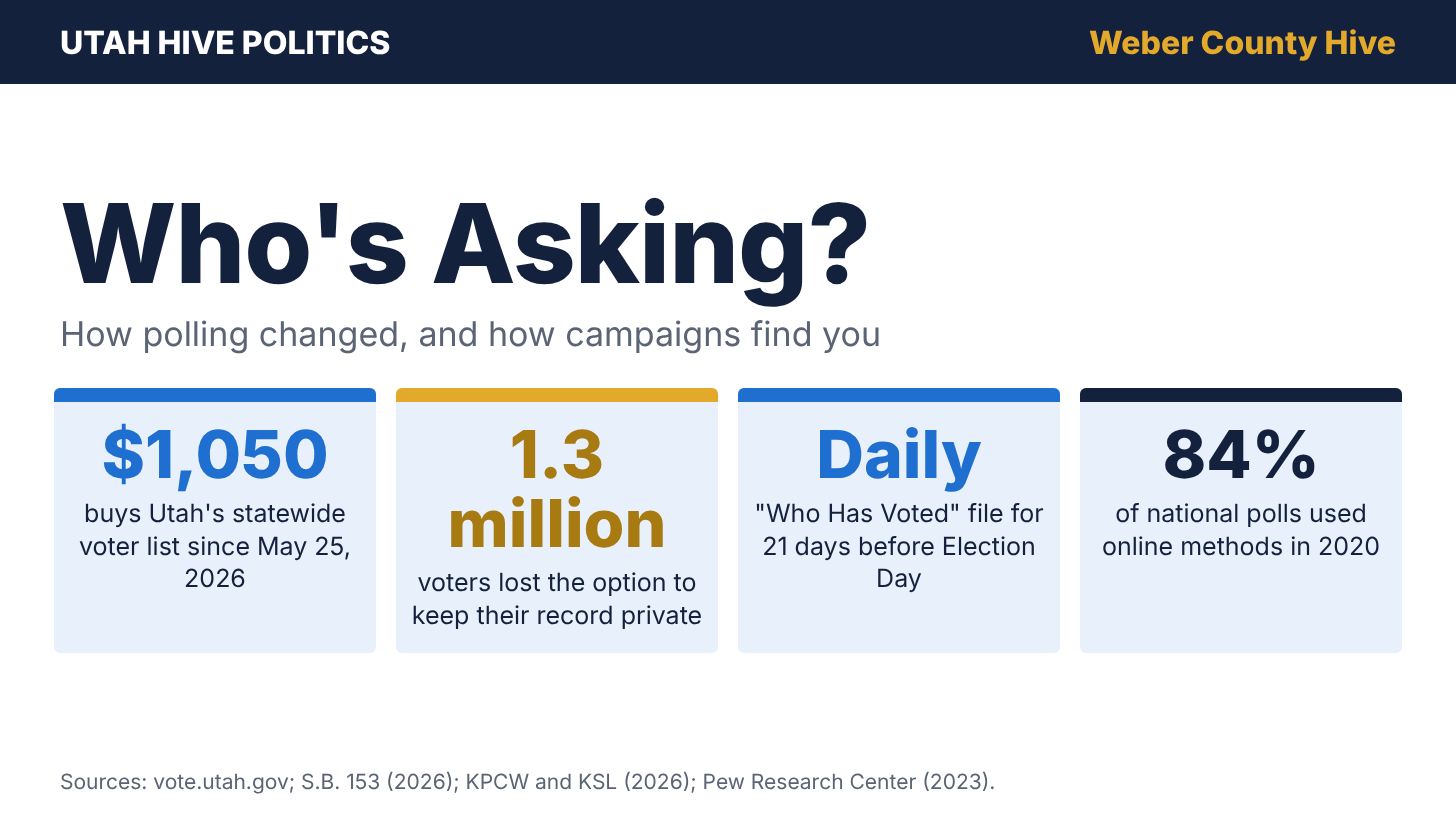 UTAH HIVE POLITICS
Weber County Hive
Who's Asking?
How polling changed, and how campaigns find you
$1,050
buys Utah's statewide
voter list since May 25,
2026
1.3
million
voters lost the option to
keep their record private
Daily
"Who Has Voted" file for
21 days before Election
Day
84%
of national polls used
online methods in 2020
Sources: vote.utah.gov; S.B. 153 (2026); KPCW and KSL (2026); Pew Research Center (2023).